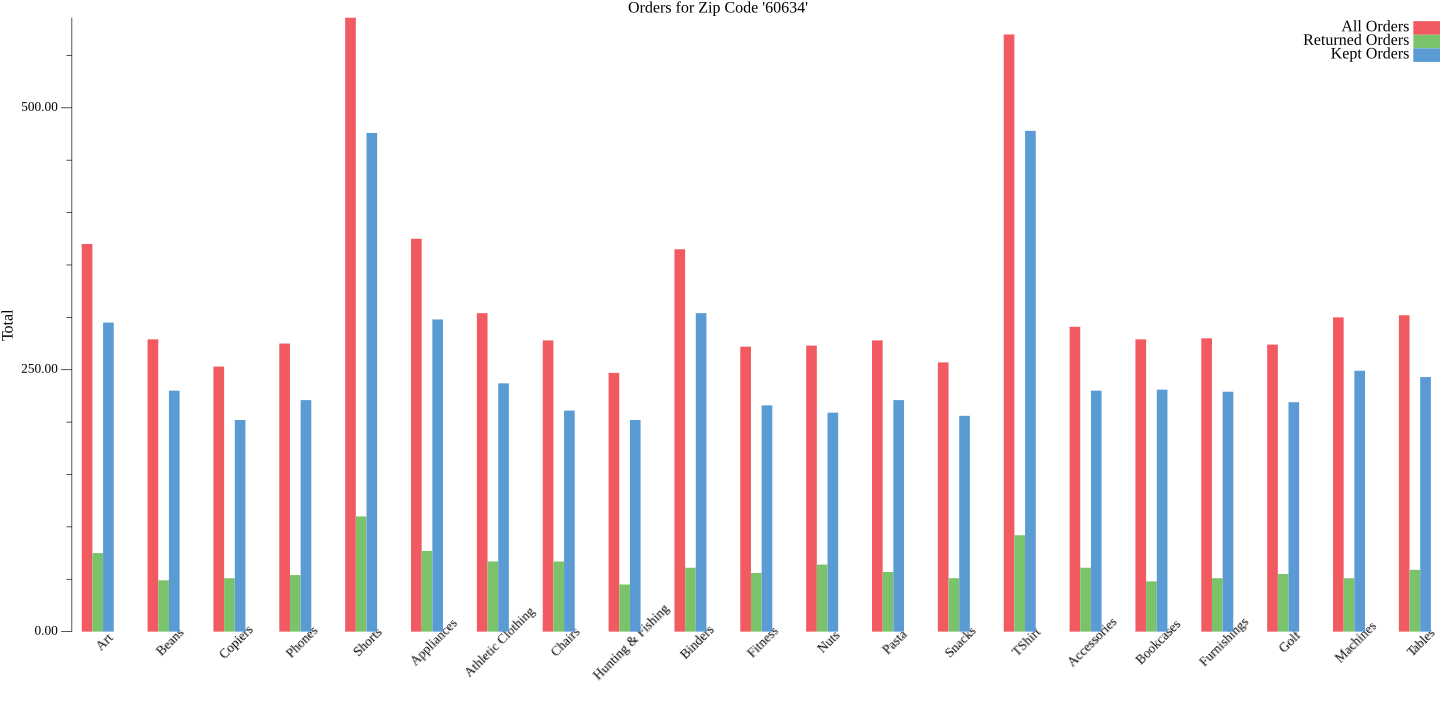 Orders for Zip Code '60634'
All Orders
Returned Orders
Kept Orders
Total
500.00
250.00
0.00
Art
Beans
Copiers
Phones
Shorts
Appliances
Athletic Clothing
Chairs
Hunting & Fishing
Binders
Fitness
Nuts
Pasta
Snacks
TShirt
Accessories
Bookcases
Furnishings
Golf
Machines
Tables